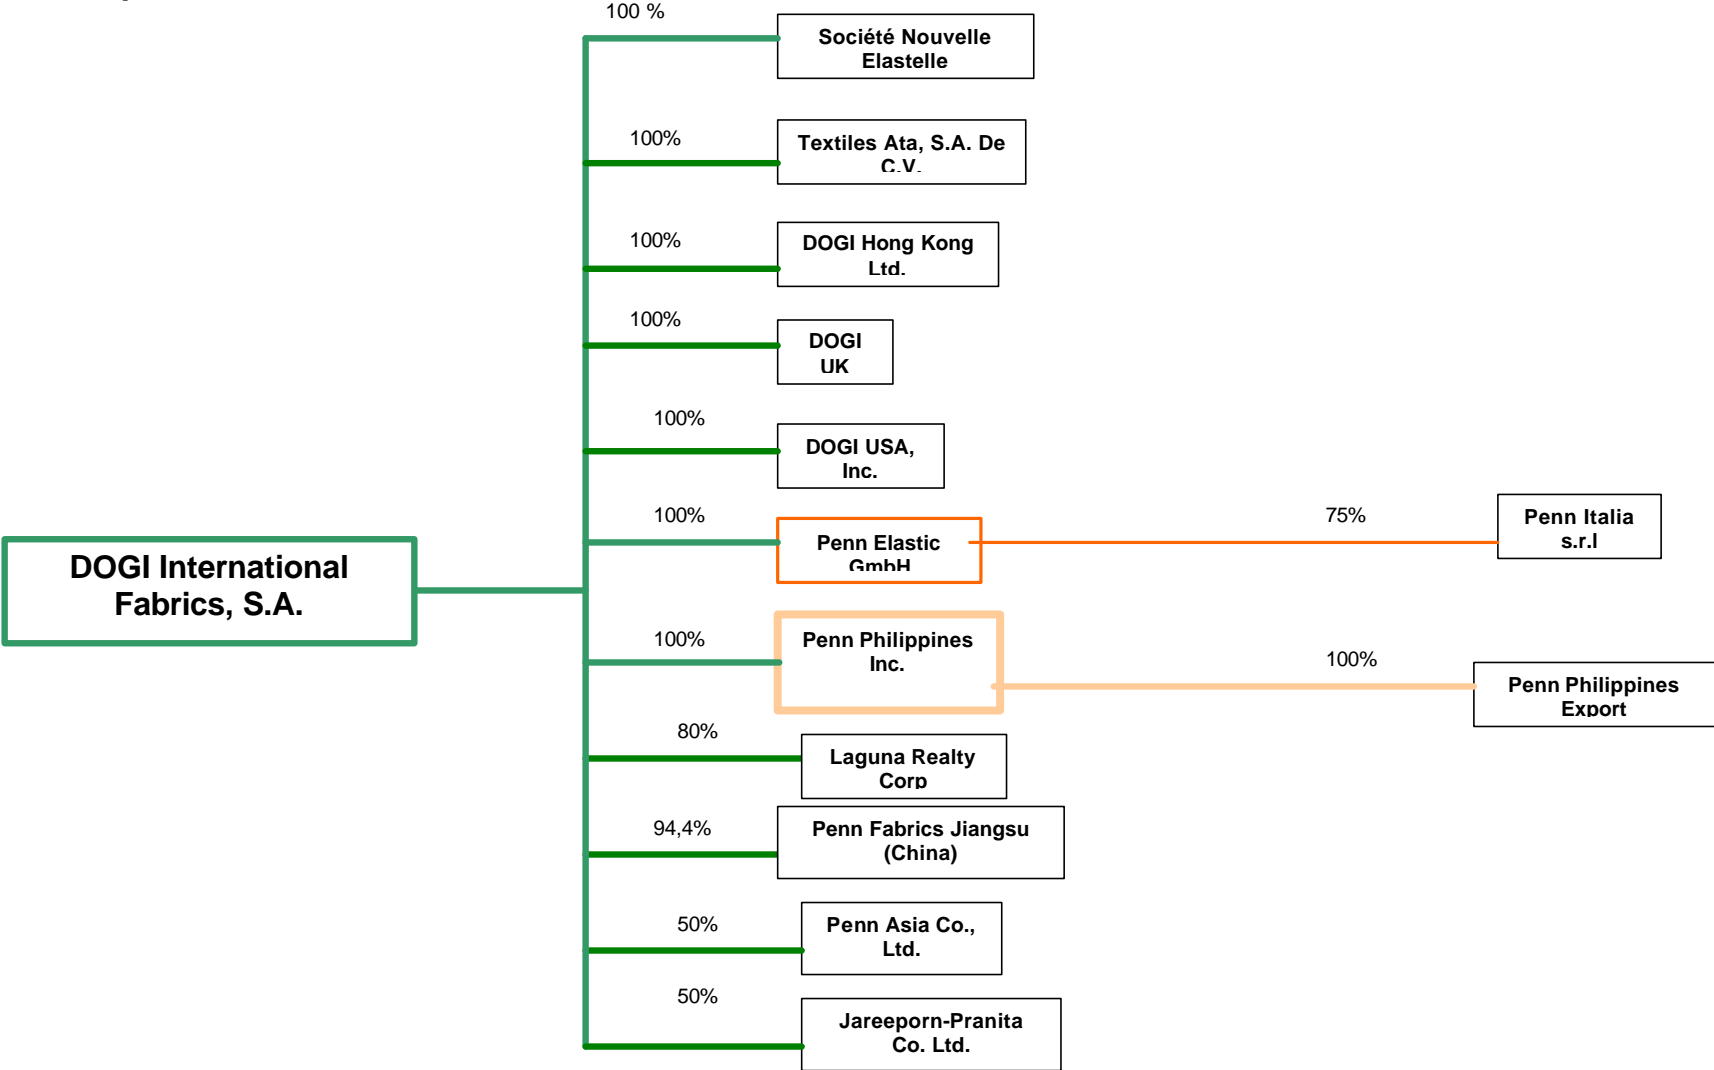 100 %
Société Nouvelle
Elastelle
100%
Textiles Ata, S.A. De
C.V.
100%
DOGI Hong Kong
Ltd.
100%
DOGI
UK
100%
DOGI USA,
Inc.
100%
Penn Elastic
GmbH
75%
Penn Italia
s.r.l
DOGI International
Fabrics, S.A.
100%
Penn Philippines
Inc.
100%
Penn Philippines
Export
80%
Laguna Realty
Corp
94,4%
Penn Fabrics Jiangsu
(China)
50%
Penn Asia Co.,
Ltd.
50%
Jareeporn-Pranita
Co. Ltd.